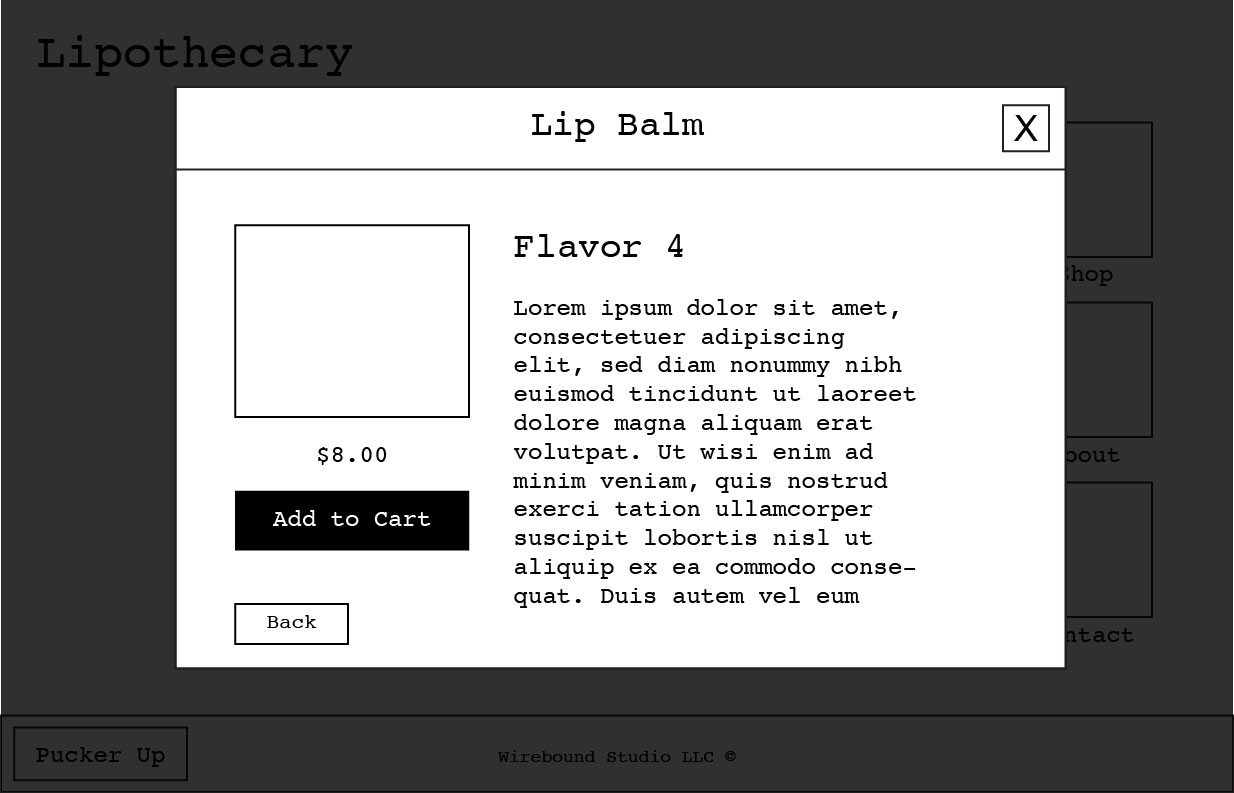 Lipothecary
Lip Balm
X
Flavor 4
Lorem ipsum dolor sit amet,
consectetuer adipiscing
elit, sed diam nonummy nibh
euismod tincidunt ut laoreet
dolore magna aliquam erat
volutpat. Ut wisi enim ad
minim veniam, quis nostrud
exerci tation ullamcorper
suscipit lobortis nisl ut
aliquip ex ea commodo conse-
quat. Duis autem vel eum
$8.00
Add to Cart
Back
Shop
bout
ntact
Pucker Up
Wirebound Studio LLC ©